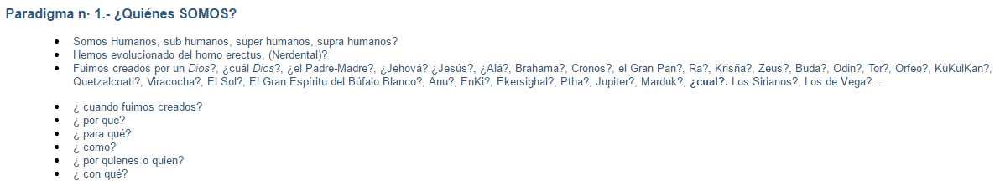 Paradigma n· 1.- ¿Quiénes SOMOS?
Somos Humanos, sub humanos, super humanos, supra humanos?
Hemos evolucionado del homo erectus, (Nerdental)?
Fuimos creados por un Dios?, ¿cuál Dios?, ¿el Padre-Madre?, ¿Jehová? ¿Jesús?, ¿Alá?, Brahama?, Cronos?, el Gran Pan?, Ra?, Krisña?, Zeus?, Buda?, Odin?, Tor?, Orfeo?, KuKulKan?,
Quetzalcoatl?, Viracocha?, El Sol?, El Gran Espíritu del Búfalo Blanco?, Anu?, EnKi?, Ekersighal?, Ptha?, Jupiter?, Marduk?, ¿cual?. Los Sirianos?, Los de Vega?...
¿ cuando fuimos creados?
¿ por que?
¿ para qué?
¿ como?
¿ por quienes o quien?
¿ con qué?